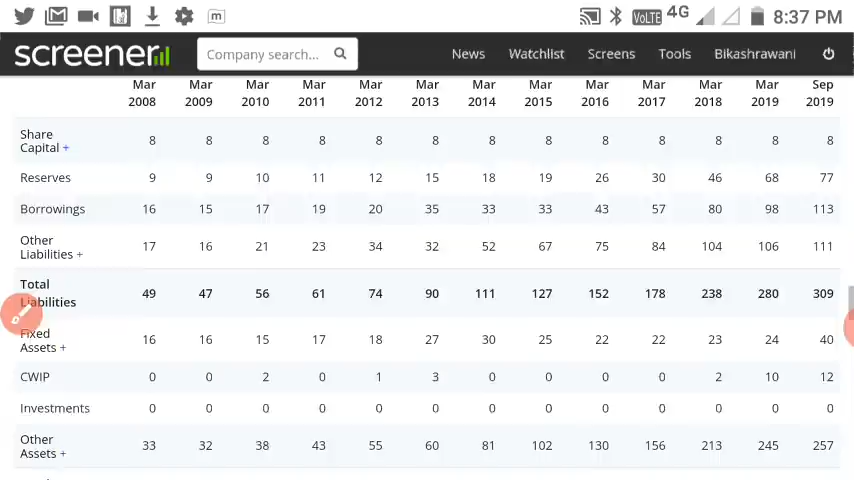 m VoLTE 4G 8:37 PM
screener Company search... News Watchlist Screens Tools Bikashrawani
Mar Mar Mar Mar Mar Mar Mar Mar Mar Mar Mar Mar Sep
2008 2009 2010 2011 2012 2013 2014 2015 2016 2017 2018 2019 2019
Share
Capital + 8 8 8 8 8 8 8 8 8 8 8 8 8
Reserves 9 9 10 11 12 15 18 19 26 30 46 68 77
Borrowings 16 15 17 19 20 35 33 33 43 57 80 98 113
Other
Liabilities + 17 16 21 23 34 32 52 67 75 84 104 106 111
Total
Liabilities 49 47 56 61 74 90 111 127 152 178 238 280 309
Fixed
Assets + 16 16 15 17 18 27 30 25 22 22 23 24 40
CWIP 0 0 2 0 1 3 0 0 0 0 2 10 12
Investments 0 0 0 0 0 0 0 0 0 0 0 0 0
Other
Assets + 33 32 38 43 55 60 81 102 130 156 213 245 257